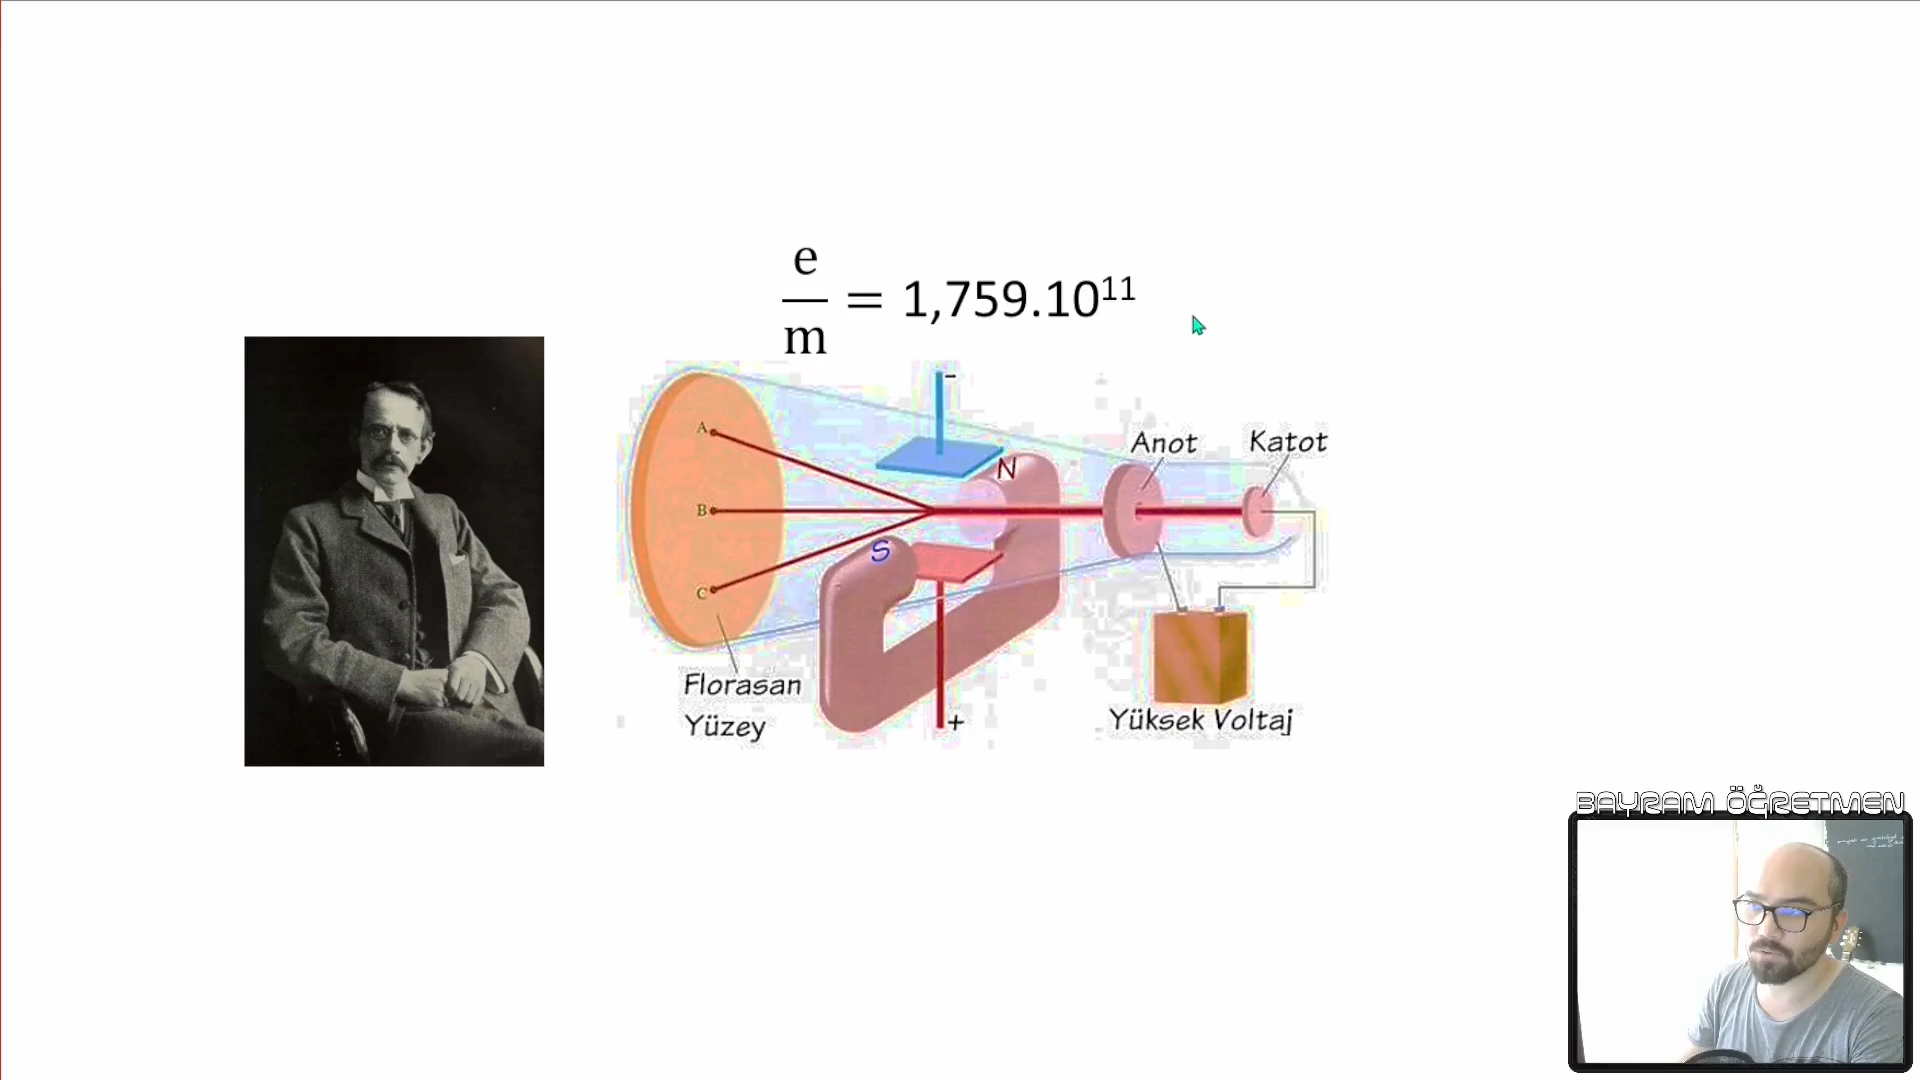 e
— = 1,759.10¹¹
m
-
A
N
Anot
Katot
B
S
C
Florasan
Yüzey
+
Yüksek Voltaj
BAYRAM ÖĞRETMEN